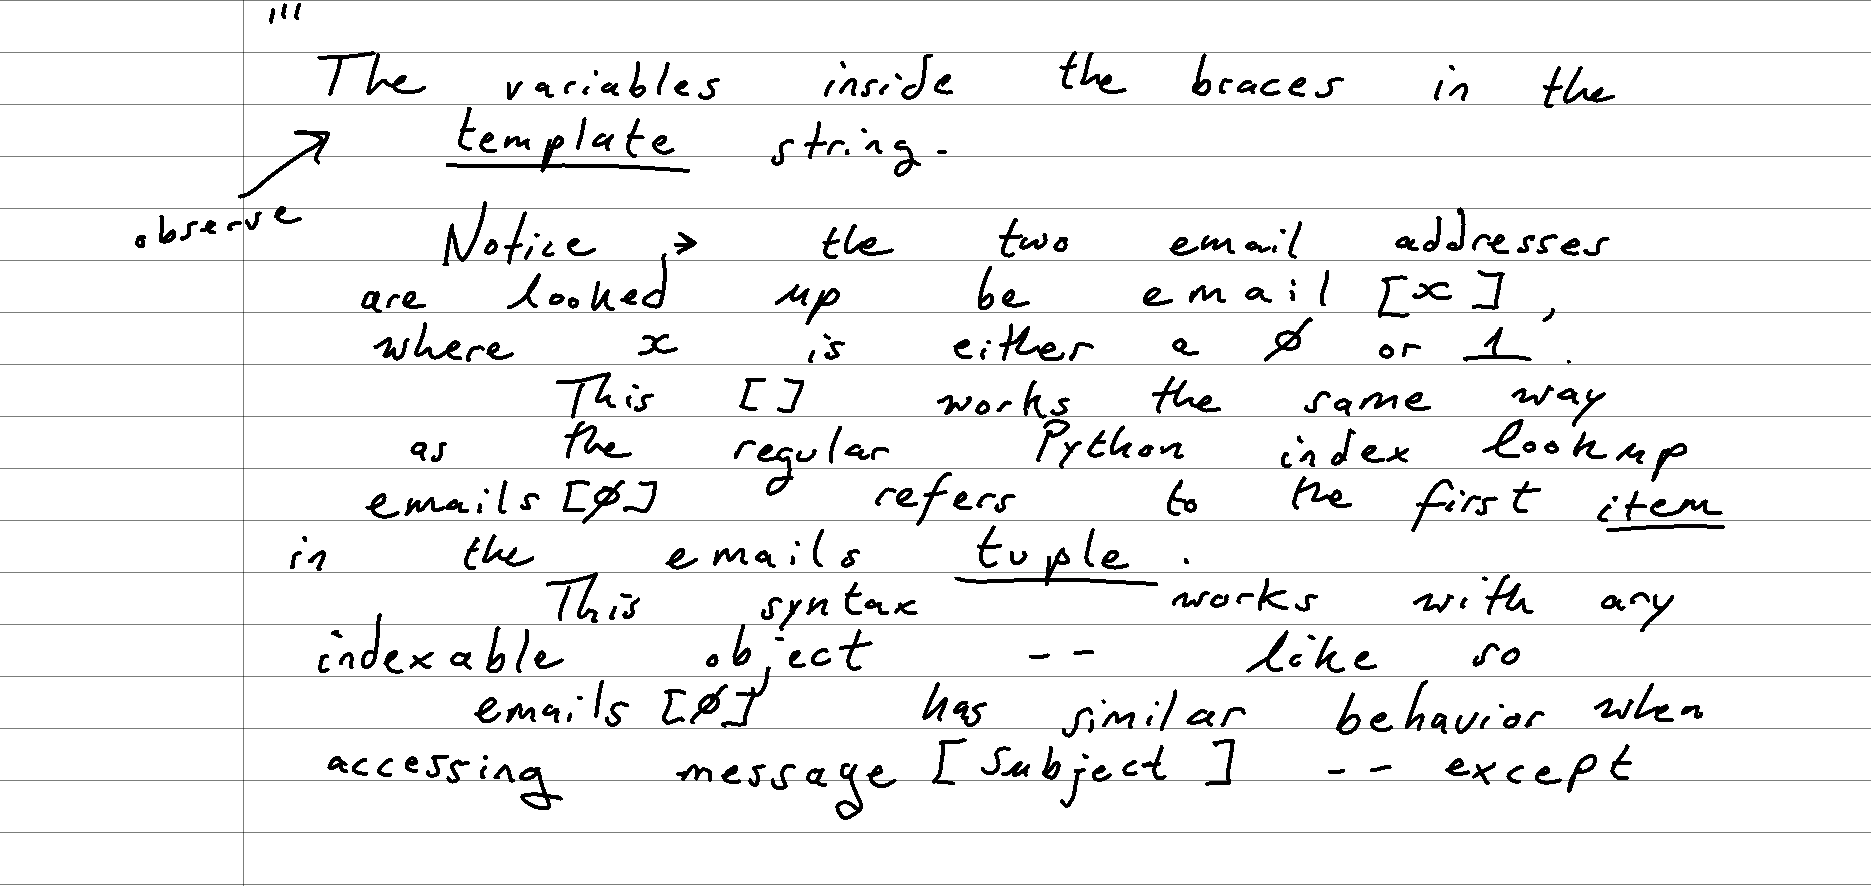 '''
The variables inside the braces in the
template string.
observe
Notice → the two email addresses
are looked up be email [x],
where x is either a 0 or 1.
This [] works the same way
as the regular Python index lookup
emails [0] refers to the first item
in the emails tuple.
This syntax works with any
indexable object -- like so
emails [0] has similar behavior when
accessing message [Subject] -- except